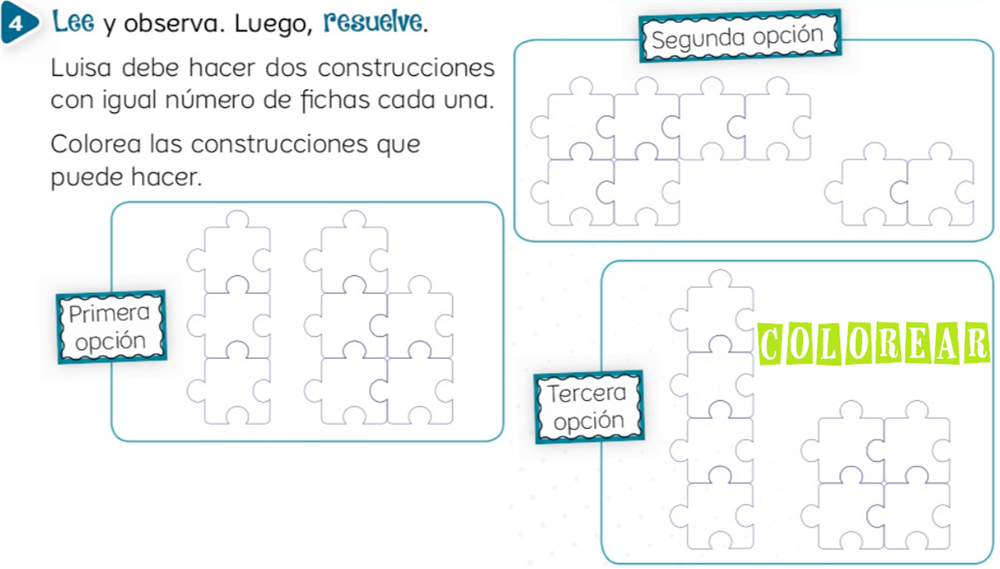 4 Lee y observa. Luego, resuelve.
Luisa debe hacer dos construcciones
con igual número de fichas cada una.
Colorea las construcciones que
puede hacer.
Segunda opción
Primera
opción
Tercera
opción
COLOREAR